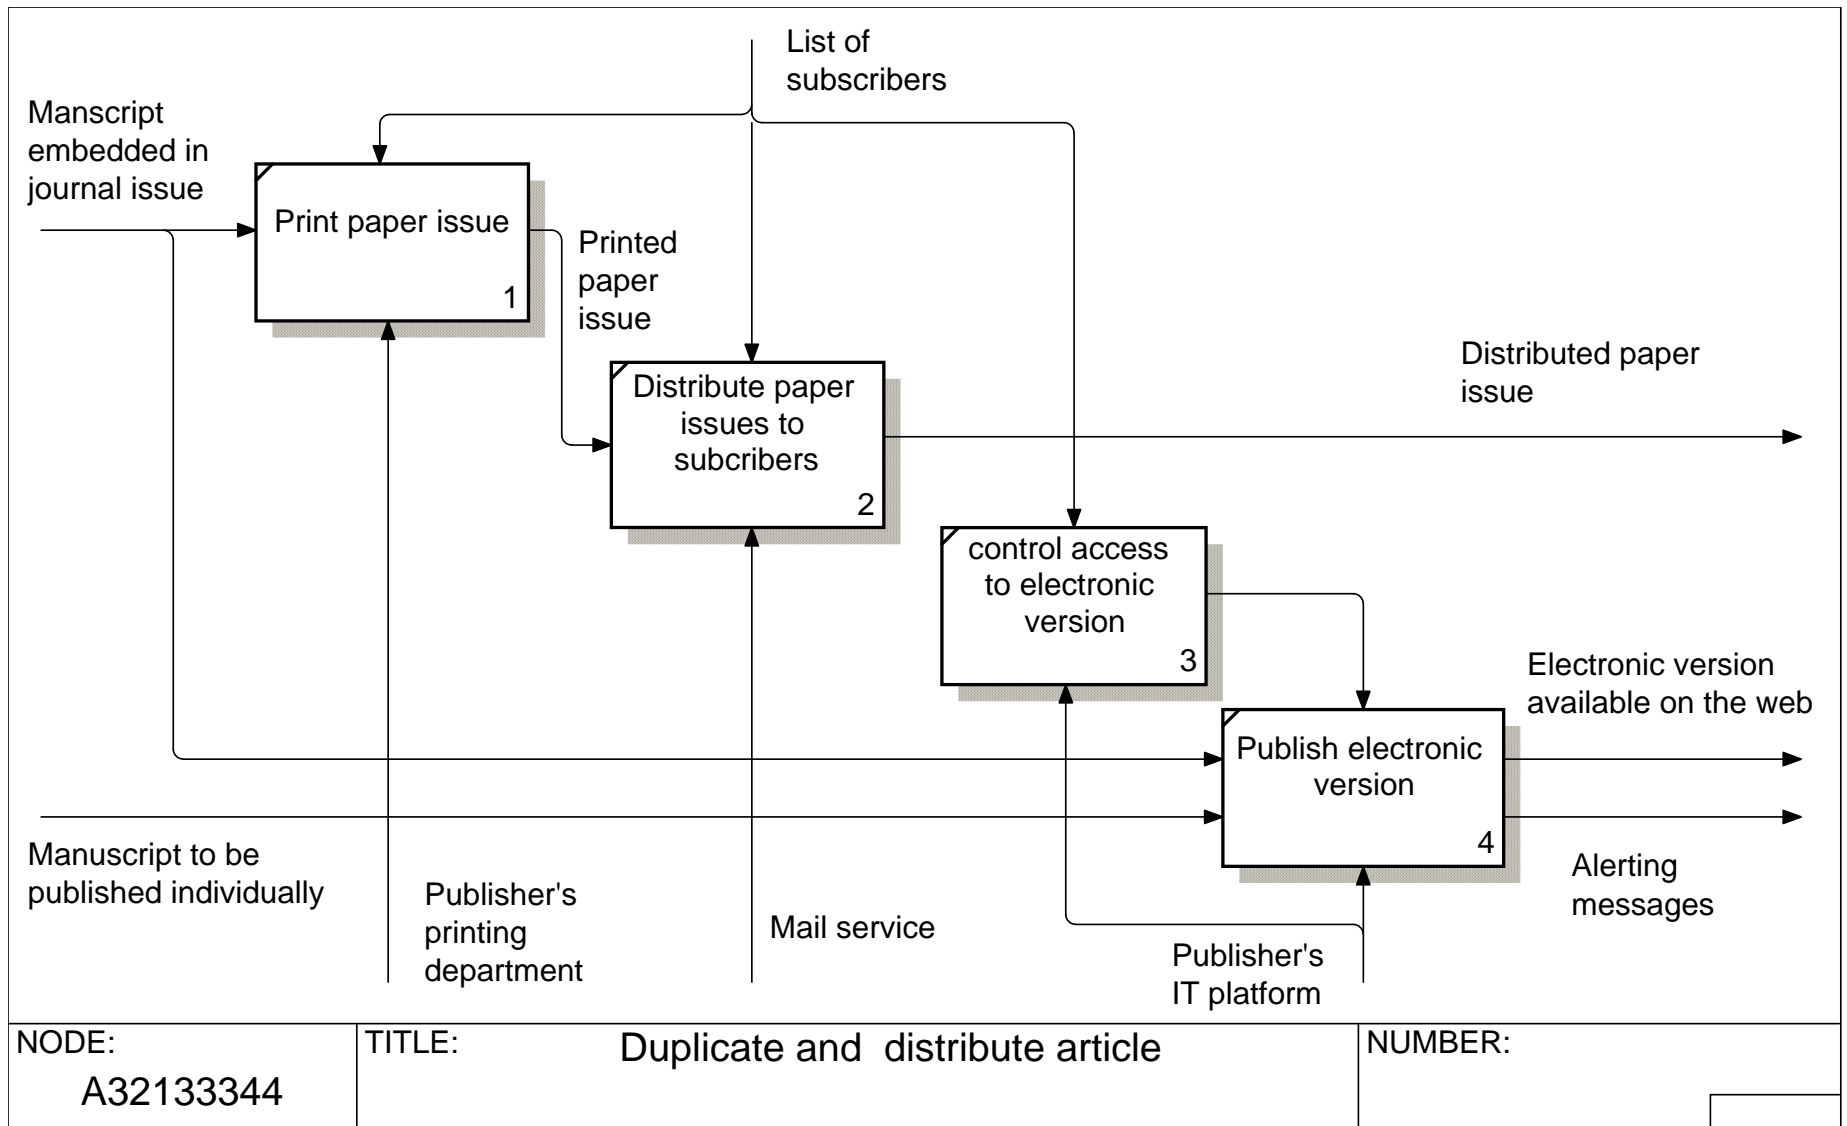 List of
subscribers
Manscript
embedded in
journal issue
Print paper issue
1
Printed
paper
issue
Distribute paper
issues to
subcribers
2
Distributed paper
issue
control access
to electronic
version
3
Electronic version
available on the web
Publish electronic
version
4
Manuscript to be
published individually
Alerting
messages
Publisher's
printing
department
Mail service
Publisher's
IT platform
NODE:
A32133344
TITLE:
Duplicate and  distribute article
NUMBER: